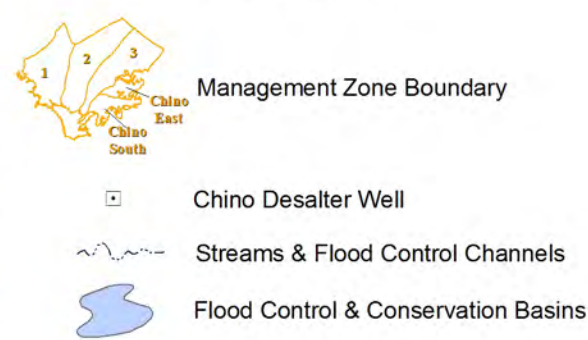 1
2
3
Management Zone Boundary
Chino
East
Chino
South
Chino Desalter Well
Streams & Flood Control Channels
Flood Control & Conservation Basins